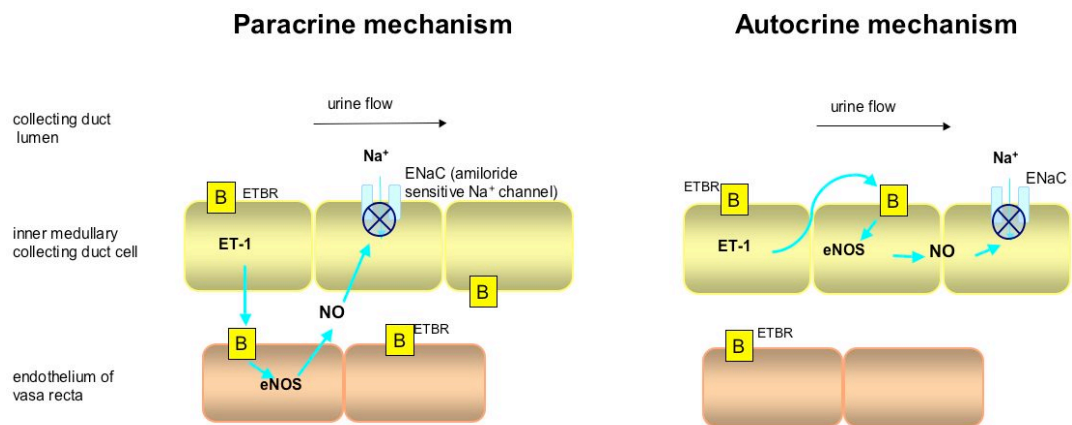 Paracrine mechanism
Autocrine mechanism
collecting duct
lumen
urine flow
urine flow
Na⁺
Na⁺
ENaC (amiloride
sensitive Na⁺ channel)
ENaC
B
ETBR
ETBR
B
B
inner medullary
collecting duct cell
ET-1
ET-1
eNOS
NO
B
NO
B
B
ETBR
B
ETBR
eNOS
endothelium of
vasa recta